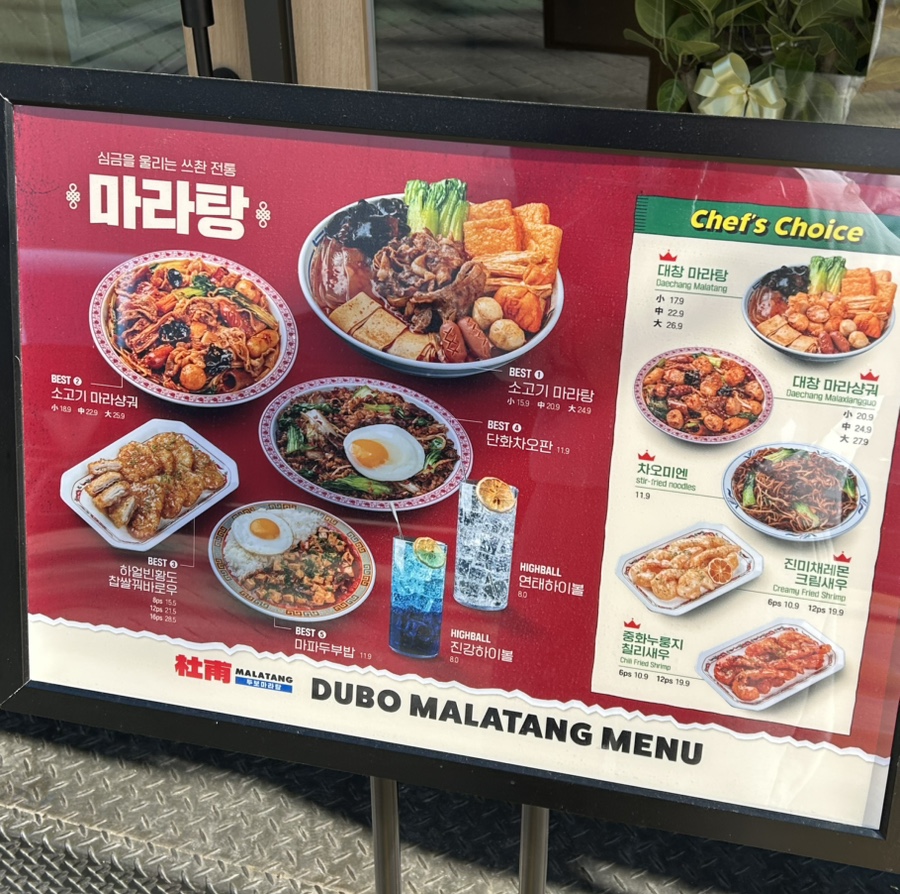 심금을 울리는 쓰촨 전통
마라탕
BEST 2
소고기 마라샹궈
小 18.9 中 22.9 大 25.9
BEST 1
소고기 마라탕
小 15.9 中 20.9 大 24.9
BEST 4
단화차오판 11.9
BEST 3
하얼빈황도
찹쌀꿔바로우
8ps 15.5
12ps 21.5
16ps 28.5
BEST 5
마파두부밥 11.9
HIGHBALL
연태하이볼
8.0
HIGHBALL
진강하이볼
8.0
Chef's Choice
대창 마라탕
Daechang Malatang
小 17.9
中 22.9
大 26.9
대창 마라샹궈
Daechang Malaxiangguo
小 20.9
中 24.9
大 27.9
차오미엔
stir-fried noodles
11.9
진미채레몬
크림새우
Creamy Fried Shrimp
6ps 10.9 12ps 19.9
중화누룽지
칠리새우
Chili Fried Shrimp
6ps 10.9 12ps 19.9
杜甫 MALATANG
두보마라탕
DUBO MALATANG MENU